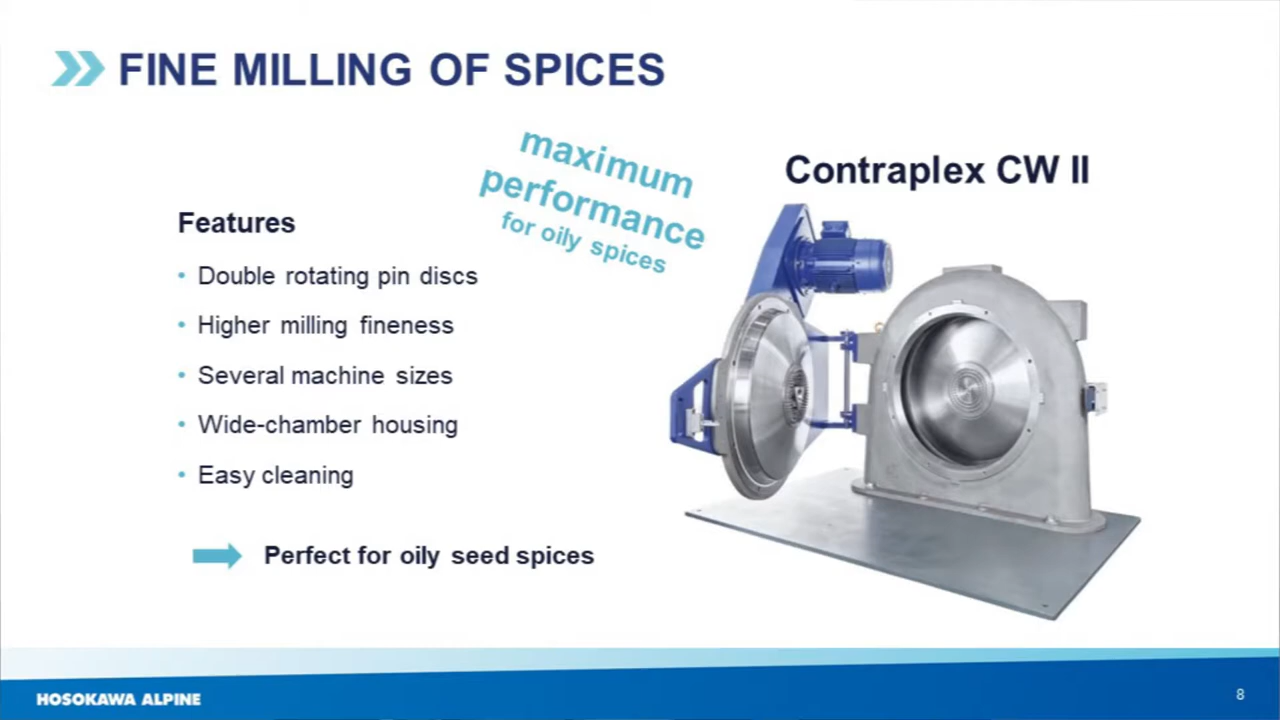 FINE MILLING OF SPICES
maximum
performance
for oily spices
Contraplex CW II
Features
• Double rotating pin discs
• Higher milling fineness
• Several machine sizes
• Wide-chamber housing
• Easy cleaning
Perfect for oily seed spices
HOSOKAWA ALPINE
8